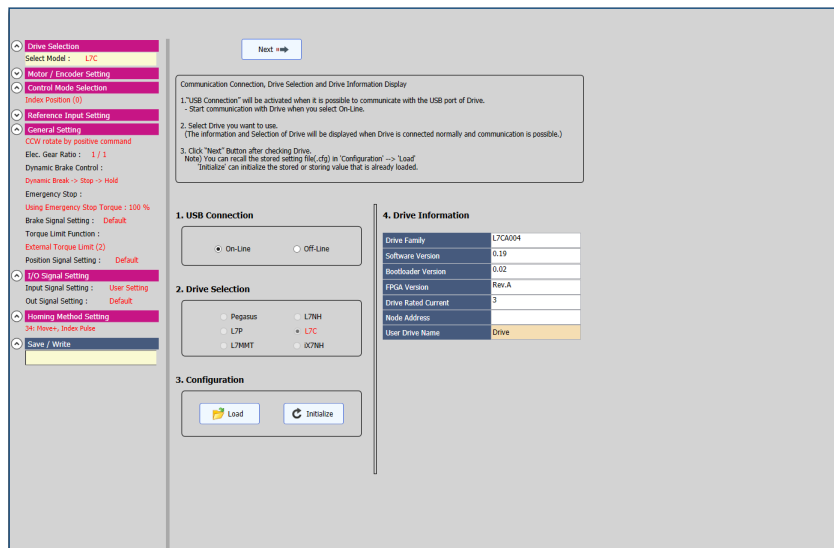 Drive Selection
Select Model : L7C
Motor / Encoder Setting
Control Mode Selection
Index Position (0)
Reference Input Setting
General Setting
CCW rotate by positive command
Elec. Gear Ratio : 1 / 1
Dynamic Brake Control :
Dynamic Break -> Stop -> Hold
Emergency Stop :
Using Emergency Stop Torque : 100 %
Brake Signal Setting : Default
Torque Limit Function :
External Torque Limit (2)
Position Signal Setting : Default
I/O Signal Setting
Input Signal Setting : User Setting
Out Signal Setting : Default
Homing Method Setting
34: Move+, Index Pulse
Save / Write
Next
Communication Connection, Drive Selection and Drive Information Display
1."USB Connection" will be activated when it is possible to communicate with the USB port of Drive.
- Start communication with Drive when you select On-Line.
2. Select Drive you want to use.
(The information and Selection of Drive will be displayed when Drive is connected normally and communication is possible.)
3. Click "Next" Button after checking Drive.
Note) You can recall the stored setting file(.cfg) in 'Configuration' --> 'Load'
'Initialize' can initialize the stored or storing value that is already loaded.
1. USB Connection
On-Line Off-Line
2. Drive Selection
Pegasus L7NH
L7P L7C
L7MMT iX7NH
3. Configuration
Load Initialize
4. Drive Information
Drive Family L7CA004
Software Version 0.19
Bootloader Version 0.02
FPGA Version Rev.A
Drive Rated Current 3
Node Address
User Drive Name Drive